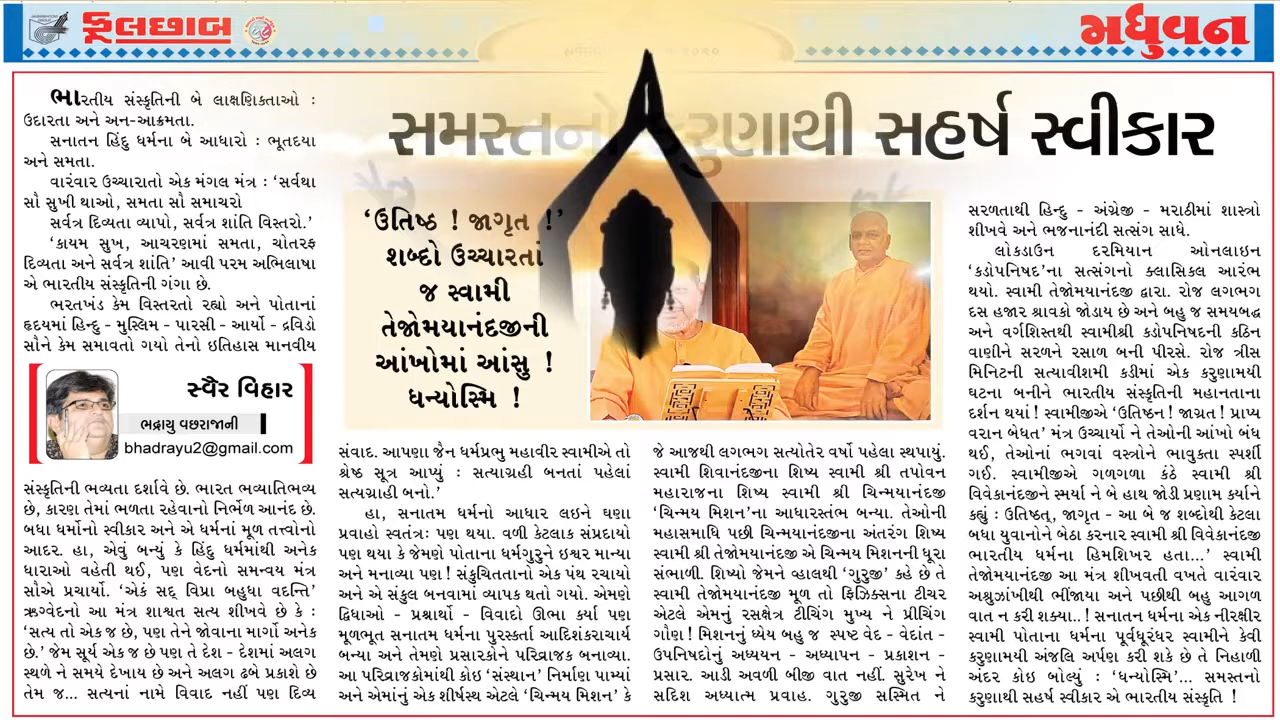 ફૂલછાબ
મધુવન
સમસ્તનો કરુણાથી સહર્ષ સ્વીકાર
ભારતીય સંસ્કૃતિની બે લાક્ષણિકતાઓ :
ઉદારતા અને અન-આક્રમતા.
સનાતન હિંદુ ધર્મના બે આધારો : ભૂતદયા
અને સમતા.
વારંવાર ઉચ્ચારાતો એક મંગલ મંત્ર : ‘સર્વથા
સૌ સુખી થાઓ, સમતા સૌ સમાચરો
સર્વત્ર દિવ્યતા વ્યાપો, સર્વત્ર શાંતિ વિસ્તરો.’
‘કાયમ સુખ, આચરણમાં સમતા, ચોતરફ
દિવ્યતા અને સર્વત્ર શાંતિ’ આવી પરમ અભિલાષા
એ ભારતીય સંસ્કૃતિની ગંગા છે.
ભરતખંડ કેમ વિસ્તરતો રહ્યો અને પોતાનાં
હૃદયમાં હિન્દુ - મુસ્લિમ - પારસી - આર્યો - દ્રવિડો
સૌને કેમ સમાવતો ગયો તેનો ઇતિહાસ માનવીય
સ્વૈર વિહાર
ભદ્રાયુ વછરાજાની
bhadrayu2@gmail.com
સંસ્કૃતિની ભવ્યતા દર્શાવે છે. ભારત ભવ્યાતિભવ્ય
છે, કારણ તેમાં ભળતા રહેવાનો નિર્ભેળ આનંદ છે.
બધા ધર્મોનો સ્વીકાર અને એ ધર્મનાં મૂળ તત્ત્વોનો
આદર. હા, એવું બન્યું કે હિંદુ ધર્મમાંથી અનેક
ધારાઓ વહેતી થઈ, પણ વેદનો સમન્વય મંત્ર
સૌએ પ્રચાર્યો. ‘એકં સદ્ વિપ્રા બહુધા વદન્તિ’
ઋગ્વેદનો આ મંત્ર શાશ્વત સત્ય શીખવે છે કે :
‘સત્ય તો એક જ છે, પણ તેને જોવાના માર્ગો અનેક
છે.’ જેમ સૂર્ય એક જ છે પણ તે દેશ - દેશમાં અલગ
સ્થળે ને સમયે દેખાય છે અને અલગ ઢબે પ્રકાશે છે
તેમ જ... સત્યનાં નામે વિવાદ નહીં પણ દિવ્ય
‘ઉતિષ્ઠ ! જાગૃત !’
શબ્દો ઉચ્ચારતાં
જ સ્વામી
તેજોમયાનંદજીની
આંખોમાં આંસુ !
ધન્યોસ્મિ !
સંવાદ. આપણા જૈન ધર્મપ્રભુ મહાવીર સ્વામીએ તો
શ્રેષ્ઠ સૂત્ર આપ્યું : સત્યાગ્રહી બનતાં પહેલાં
સત્યગ્રાહી બનો.’
હા, સનાતમ ધર્મનો આધાર લઇને ઘણા
પ્રવાહો સ્વતંત્રઃ પણ થયા. વળી કેટલાક સંપ્રદાયો
પણ થયા કે જેમણે પોતાના ધર્મગુરુને ઇશ્વર માન્યા
અને મનાવ્યા પણ ! સંકુચિતતાનો એક પંથ રચાયો
અને એ સંકુલ બનવામાં વ્યાપક થતો ગયો. એમણે
દ્વિધાઓ - પ્રશ્નાર્થો - વિવાદો ઊભા કર્યા પણ
મૂળભૂત સનાતમ ધર્મના પુરસ્કર્તા આદિશંકરાચાર્ય
બન્યા અને તેમણે પ્રસારકોને પરિવ્રાજક બનાવ્યા.
આ પરિવ્રાજકોમાંથી કોઇ ‘સંસ્થાન’ નિર્માણ પામ્યાં
અને એમાંનું એક શીર્ષસ્થ એટલે ‘ચિન્મય મિશન’ કે
જે આજથી લગભગ સત્યોતેર વર્ષો પહેલા સ્થપાયું.
સ્વામી શિવાનંદજીના શિષ્ય સ્વામી શ્રી તપોવન
મહારાજના શિષ્ય સ્વામી શ્રી ચિન્મયાનંદજી
‘ચિન્મય મિશન’ના આધારસ્તંભ બન્યા. તેઓની
મહાસમાધિ પછી ચિન્મયાનંદજીના અંતરંગ શિષ્ય
સ્વામી શ્રી તેજોમયાનંદજી એ ચિન્મય મિશનની ધૂરા
સંભાળી. શિષ્યો જેમને વ્હાલથી ‘ગુરુજી’ કહે છે તે
સ્વામી તેજોમયાનંદજી મૂળ તો ફિઝિક્સના ટીચર
એટલે એમનું રસક્ષેત્ર ટીચિંગ મુખ્ય ને પ્રીચિંગ
ગૌણ ! મિશનનું ધ્યેય બહુ જ સ્પષ્ટ વેદ - વેદાંત -
ઉપનિષદોનું અધ્યયન - અધ્યાપન - પ્રકાશન -
પ્રસાર. આડી અવળી બીજી વાત નહીં. સુરેખ ને
સદિશ અધ્યાત્મ પ્રવાહ. ગુરુજી સસ્મિત ને
સરળતાથી હિન્દુ - અંગ્રેજી - મરાઠીમાં શાસ્ત્રો
શીખવે અને ભજનાનંદી સત્સંગ સાધે.
લોકડાઉન દરમિયાન ઓનલાઇન
‘કઠોપનિષદ’ના સત્સંગનો ક્લાસિકલ આરંભ
થયો. સ્વામી તેજોમયાનંદજી દ્વારા. રોજ લગભગ
દસ હજાર શ્રાવકો જોડાય છે અને બહુ જ સમયબદ્ધ
અને વર્ગશિસ્તથી સ્વામીશ્રી કઠોપનિષદની કઠિન
વાણીને સરળને રસાળ બની પીરસે. રોજ ત્રીસ
મિનિટની સત્યાવીશમી કડીમાં એક કરુણામયી
ઘટના બનીને ભારતીય સંસ્કૃતિની મહાનતાના
દર્શન થયાં ! સ્વામીજીએ ‘ઉતિષ્ઠન ! જાગ્રત ! પ્રાપ્ય
વરાન બેધત’ મંત્ર ઉચ્ચાર્યો ને તેઓની આંખો બંધ
થઈ, તેઓનાં ભગવાં વસ્ત્રોને ભાવુકતા સ્પર્શી
ગઈ. સ્વામીજીએ ગળગળા કંઠે સ્વામી શ્રી
વિવેકાનંદજીને સ્મર્યા ને બે હાથ જોડી પ્રણામ કર્યાને
કહ્યું : ઉતિષ્ઠત્, જાગૃત - આ બે જ શબ્દોથી કેટલા
બધા યુવાનોને બેઠા કરનાર સ્વામી શ્રી વિવેકાનંદજી
ભારતીય ધર્મના હિમશિખર હતા...’ સ્વામી
તેજોમયાનંદજી આ મંત્ર શીખવતી વખતે વારંવાર
અશ્રુઝાંખીથી ભીંજાયા અને પછીથી બહુ આગળ
વાત ન કરી શક્યા..! સનાતન ધર્મના એક નીરક્ષીર
સ્વામી પોતાના ધર્મના પૂર્વધૂરંધર સ્વામીને કેવી
કરુણામયી અંજલિ અર્પણ કરી શકે છે તે નિહાળી
અંદર કોઇ બોલ્યું : ‘ધન્યોસ્મિ’... સમસ્તનો
કરુણાથી સહર્ષ સ્વીકાર એ ભારતીય સંસ્કૃતિ !